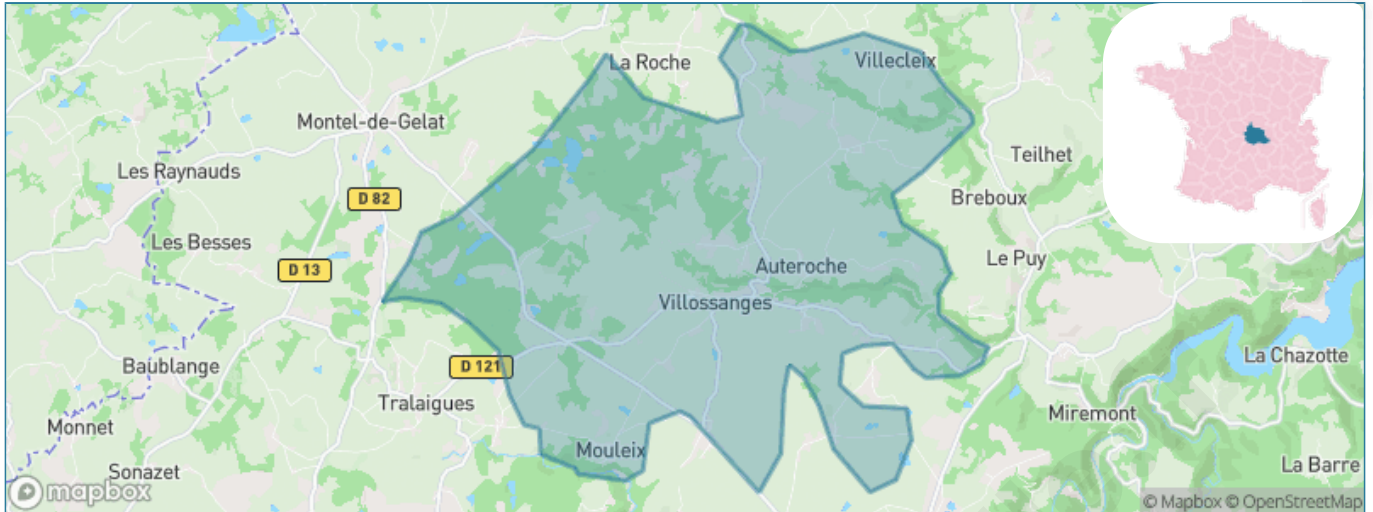 La Roche
Villecleix
Montel-de-Gelat
Teilhet
Les Raynauds
Breboux
D 82
Les Besses
Le Puy
Auteroche
D 13
Villossanges
La Chazotte
Baublange
D 121
Tralaigues
Miremont
Monnet
Mouleix
Sonazet
La Barre
mapbox
© Mapbox © OpenStreetMap